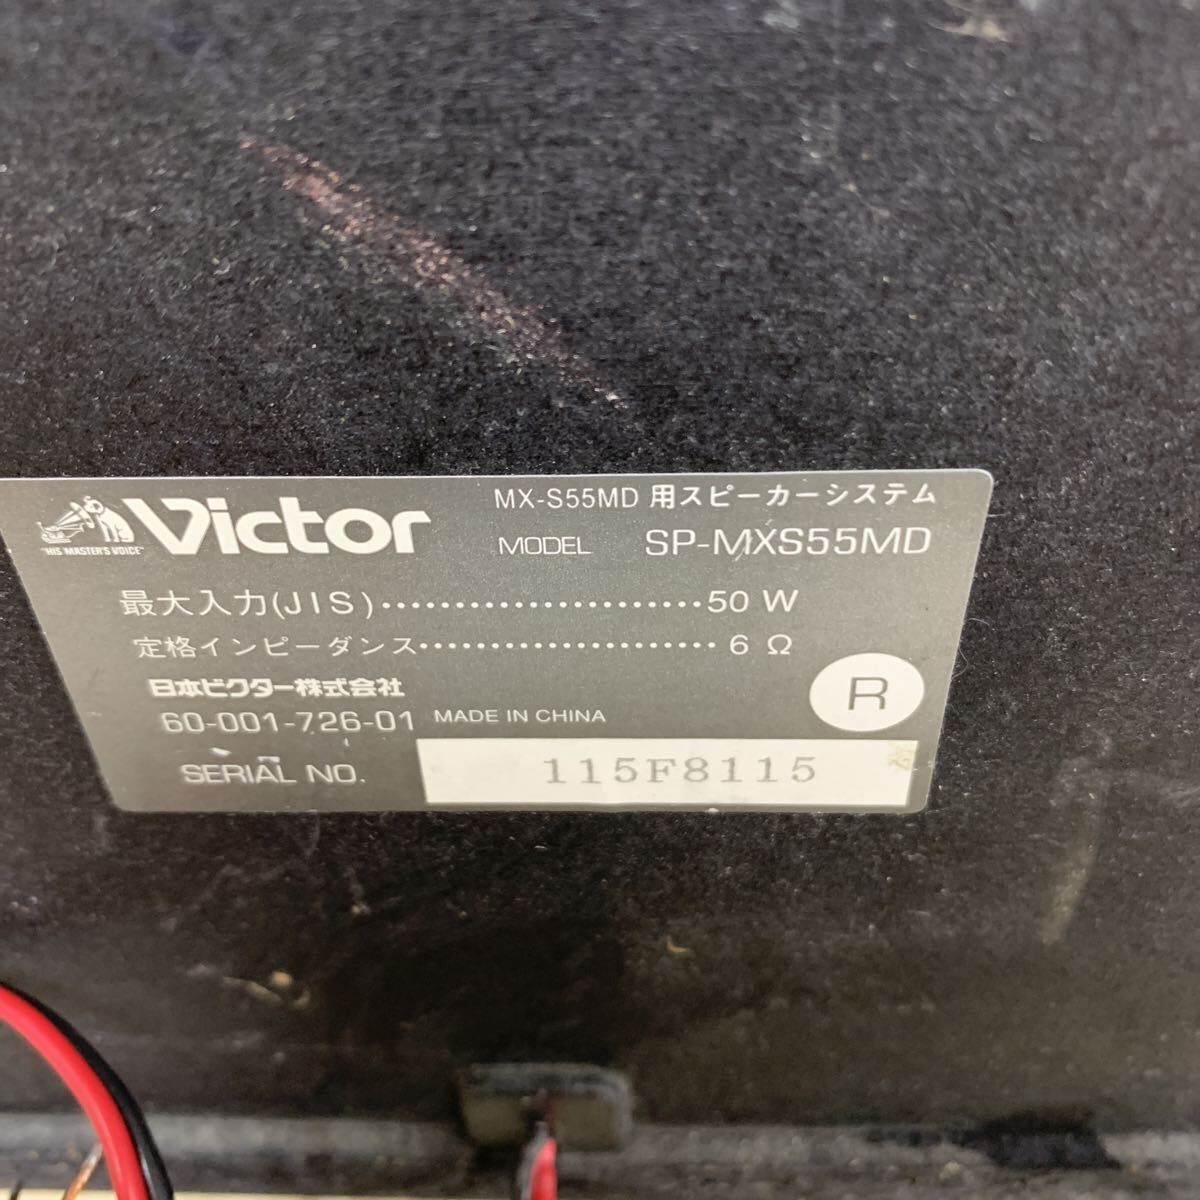 "HIS MASTER'S VOICE"
Victor
MX-S55MD 用スピーカーシステム
MODEL SP-MXS55MD
最大入力(JIS)······················50 W
定格インピーダンス····················· 6 Ω
日本ビクター株式会社
60-001-726-01 MADE IN CHINA
R
SERIAL NO. 115F8115